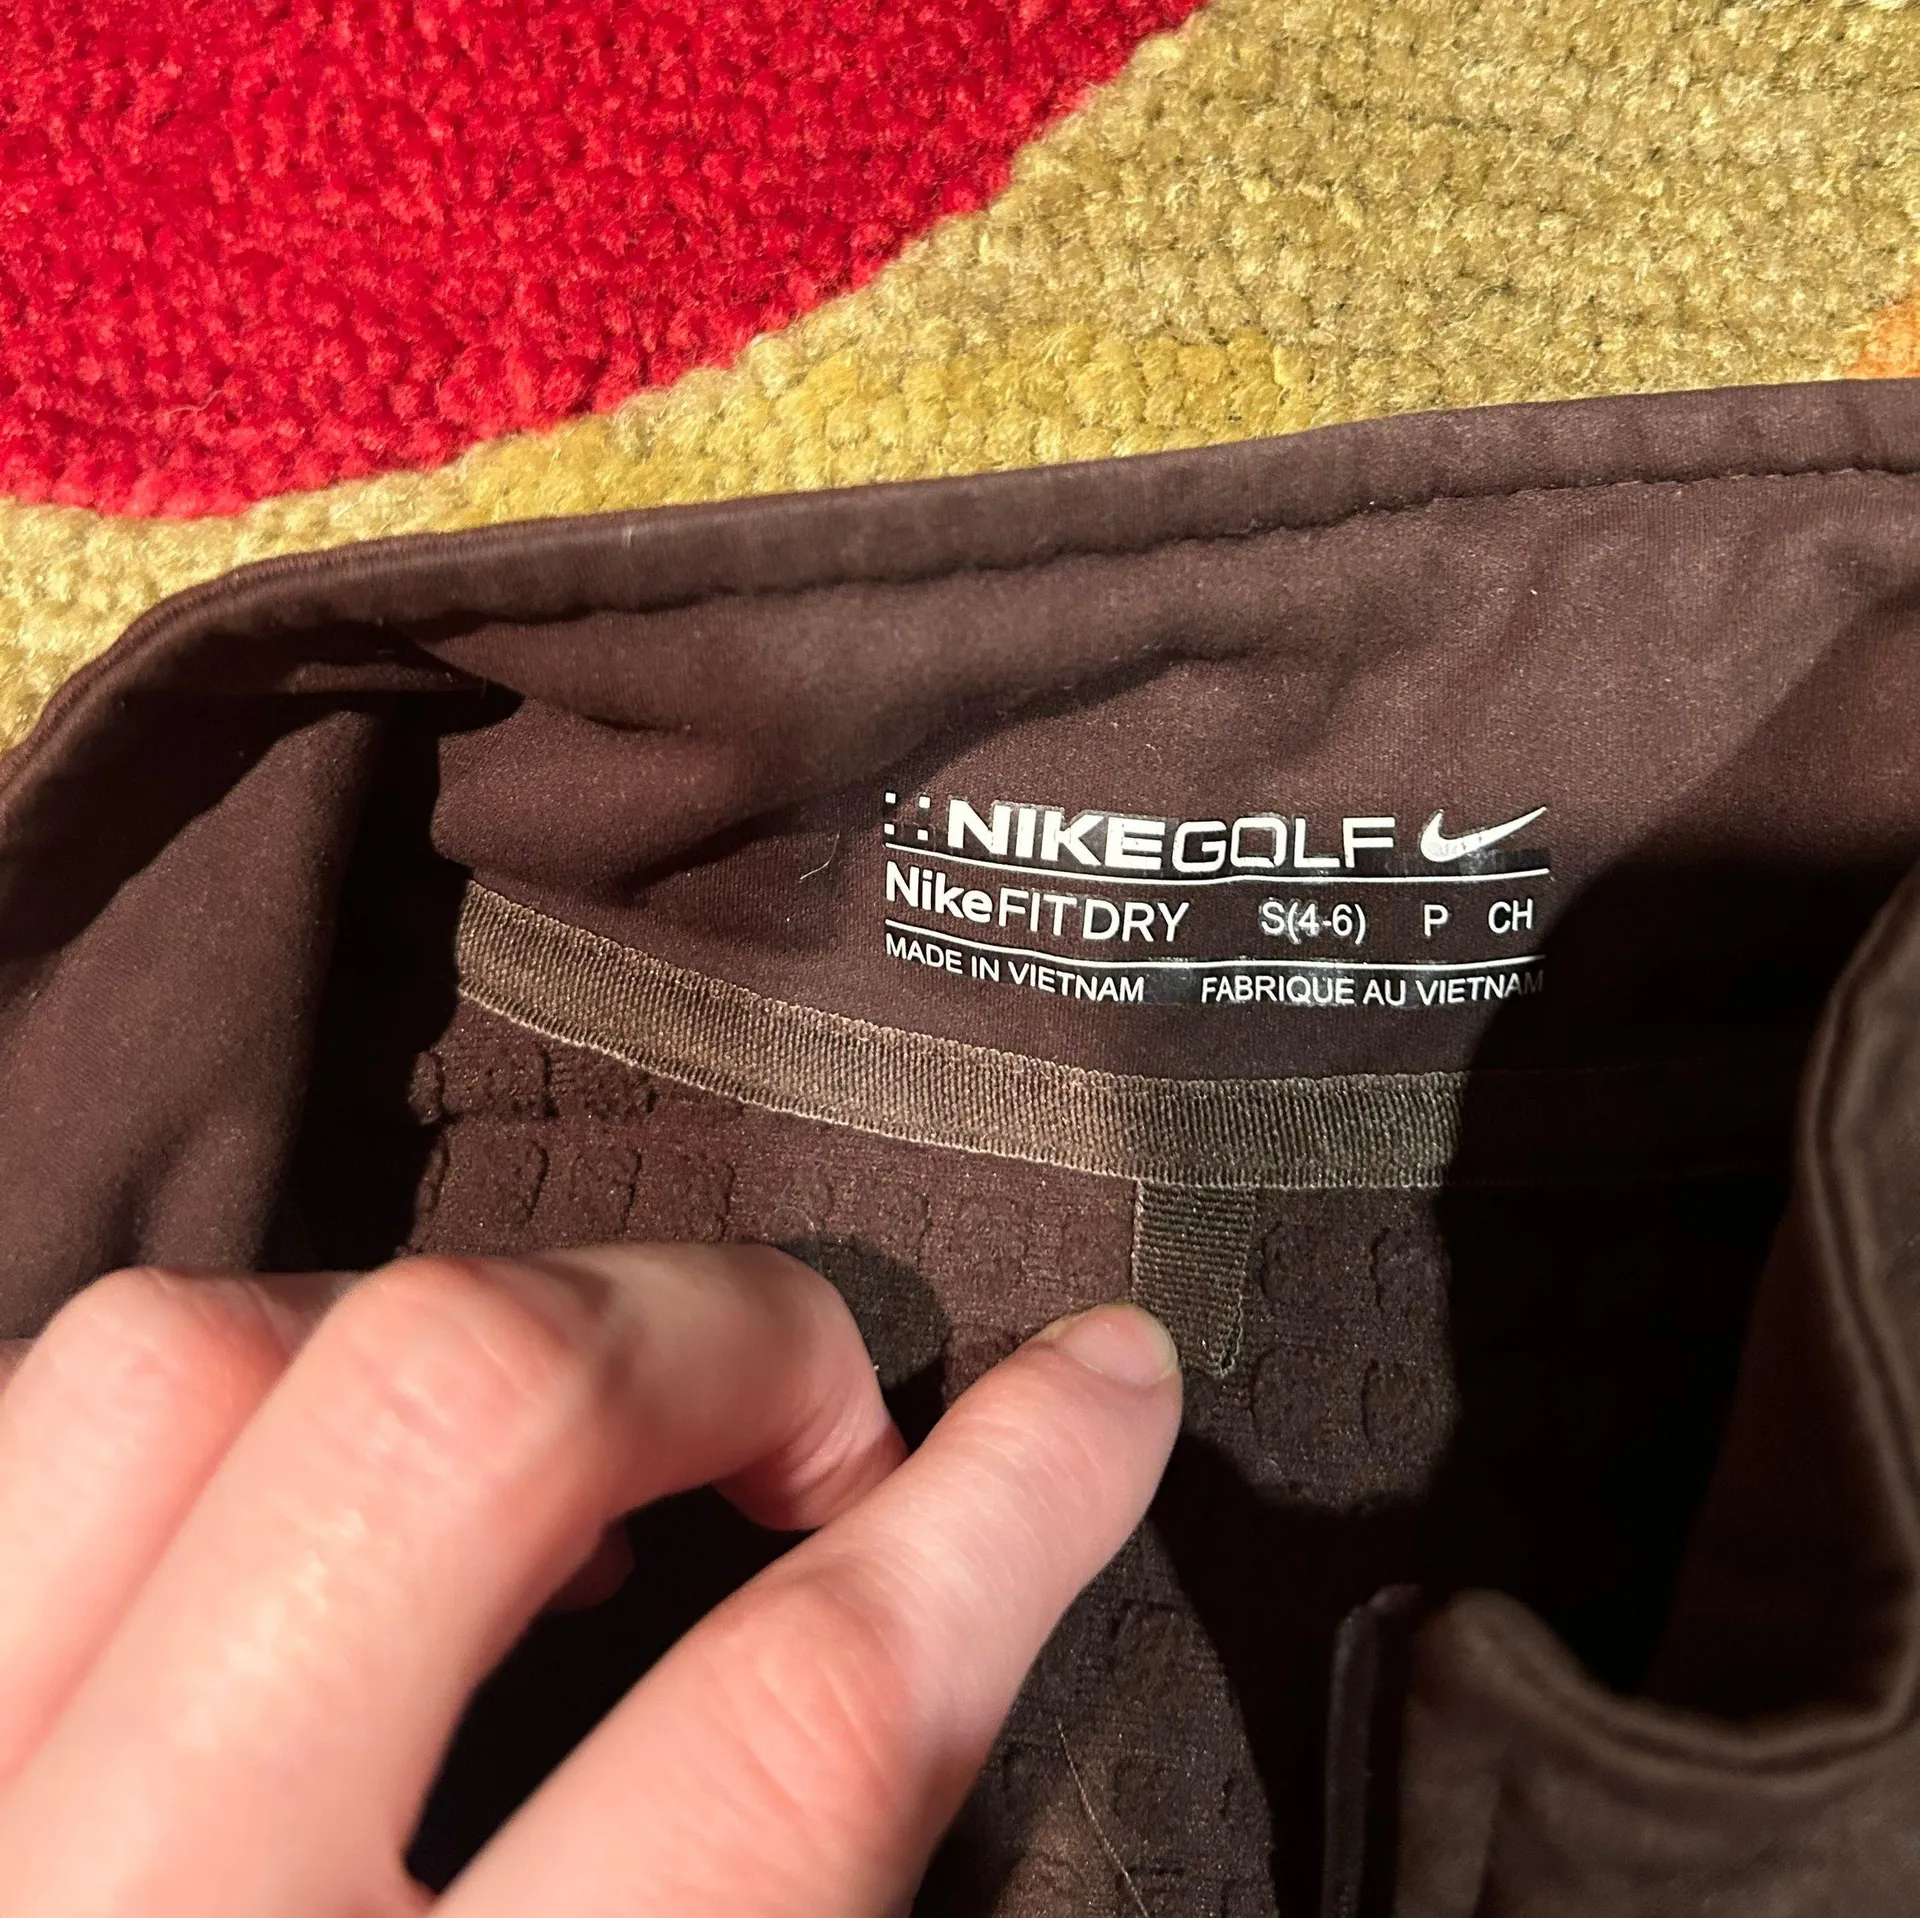 NIKEGOLF
NikeFITDRY S(4-6) P CH
MADE IN VIETNAM FABRIQUE AU VIETNAM